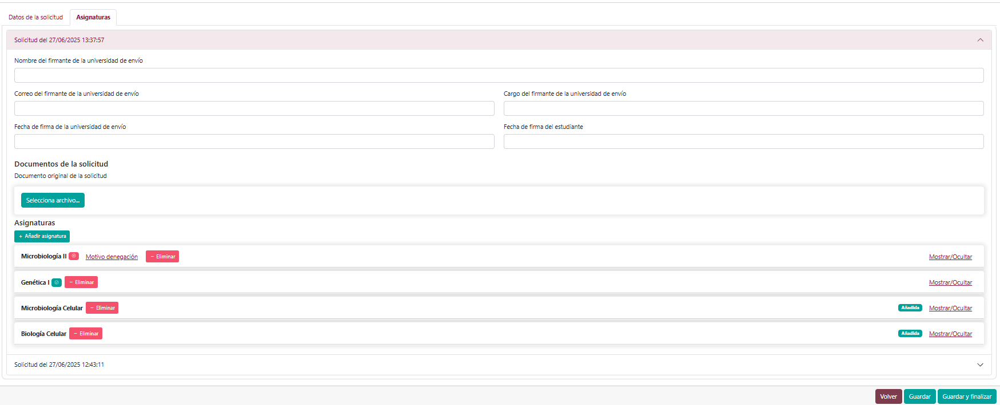 Datos de la solicitud Asignaturas
Solicitud del 27/06/2025 13:37:57
Nombre del firmante de la universidad de envío
Correo del firmante de la universidad de envío Cargo del firmante de la universidad de envío
Fecha de firma de la universidad de envío Fecha de firma del estudiante
Documentos de la solicitud
Documento original de la solicitud
Selecciona archivo...
Asignaturas
+ Añadir asignatura
Microbiología II Motivo denegación − Eliminar Mostrar/Ocultar
Genética I − Eliminar Mostrar/Ocultar
Microbiología Celular − Eliminar Añadida Mostrar/Ocultar
Biología Celular − Eliminar Añadida Mostrar/Ocultar
Solicitud del 27/06/2025 12:43:11
Volver Guardar Guardar y finalizar